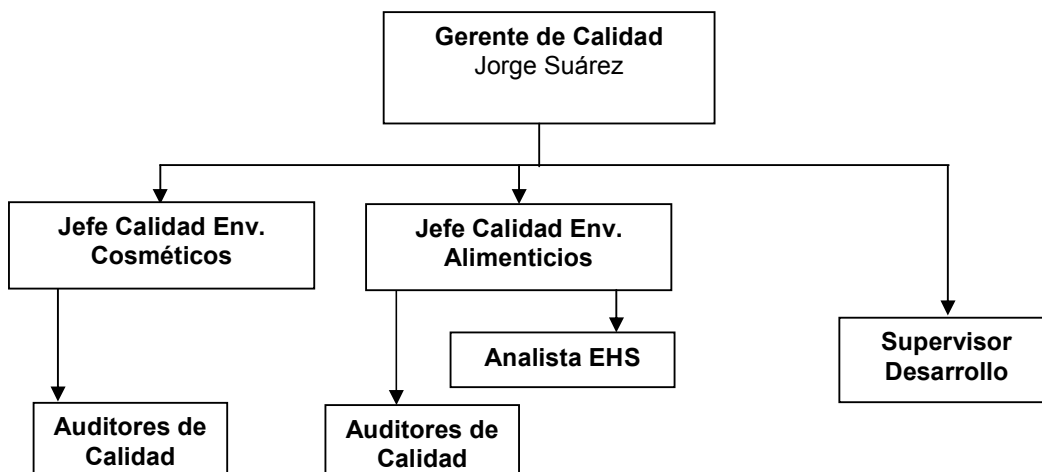 Gerente de Calidad
Jorge Suárez
Jefe Calidad Env.
Cosméticos
Jefe Calidad Env.
Alimenticios
Analista EHS
Supervisor
Desarrollo
Auditores de
Calidad
Auditores de
Calidad